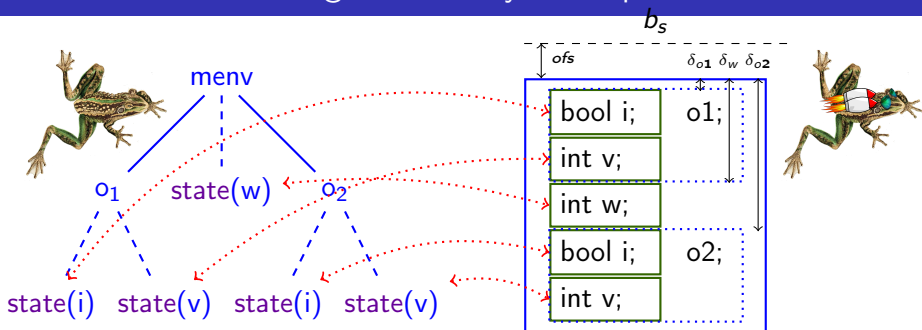 b_s
ofs
δ_o1 δ_w δ_o2
menv
bool i; o1;
int v;
o_1 state(w) o_2
int w;
bool i; o2;
state(i) state(v) state(i) state(v)
int v;